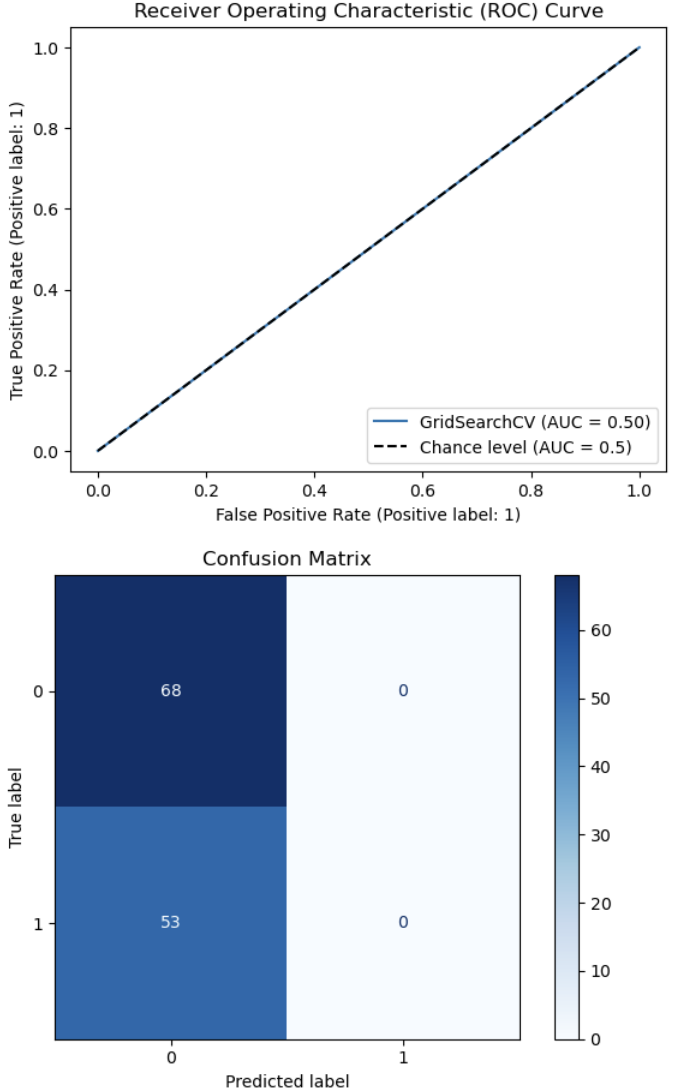 Receiver Operating Characteristic (ROC) Curve
1.0
0.8
0.6
0.4
0.2
0.0
True Positive Rate (Positive label: 1)
GridSearchCV (AUC = 0.50)
Chance level (AUC = 0.5)
0.0 0.2 0.4 0.6 0.8 1.0
False Positive Rate (Positive label: 1)
Confusion Matrix
0
1
True label
68 0
53 0
0 1
Predicted label
60
50
40
30
20
10
0